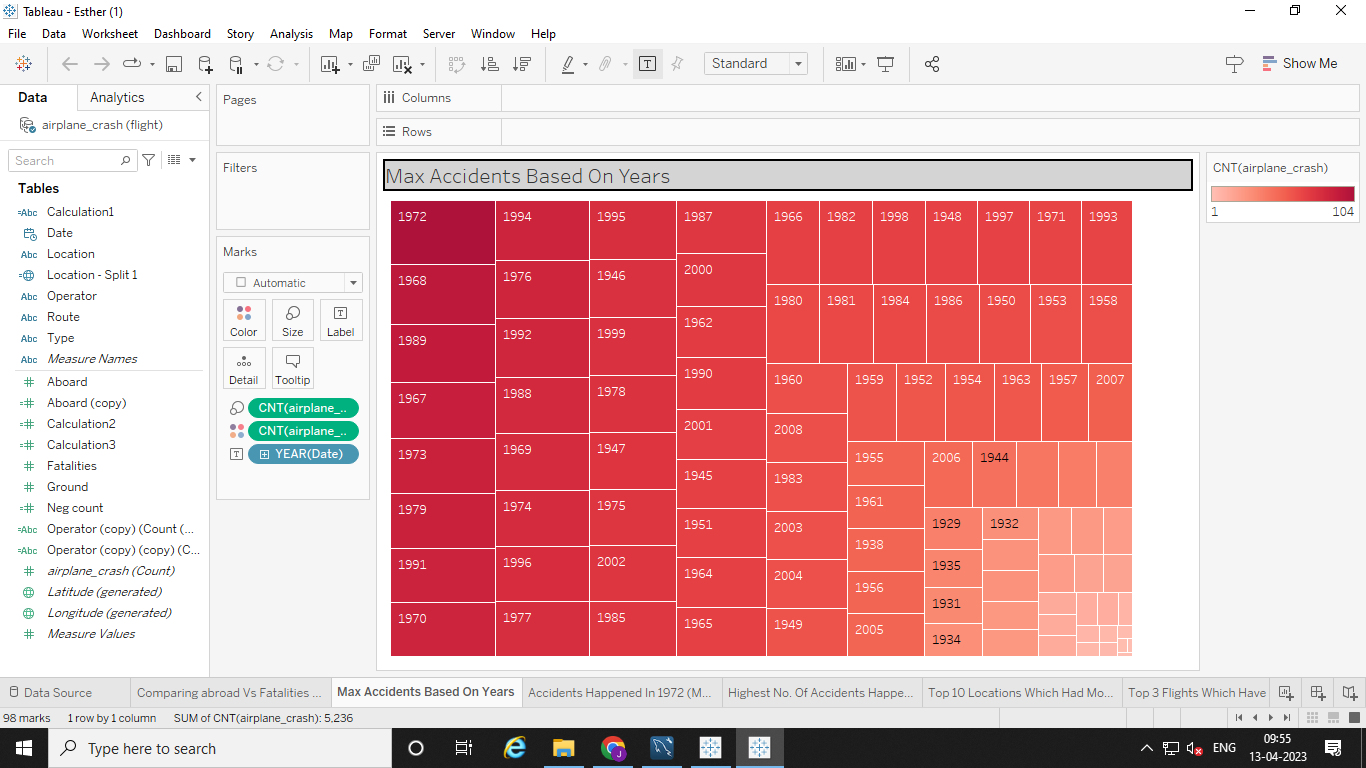 Tableau - Esther (1)
File Data Worksheet Dashboard Story Analysis Map Format Server Window Help
Standard
Show Me
Data Analytics
airplane_crash (flight)
Search
Tables
=Abc Calculation1
Date
Abc Location
Location - Split 1
Abc Operator
Abc Route
Abc Type
Abc Measure Names
Aboard
Aboard (copy)
Calculation2
Calculation3
Fatalities
Ground
Neg count
=Abc Operator (copy) (Count (...
=Abc Operator (copy) (copy) (C...
airplane_crash (Count)
Latitude (generated)
Longitude (generated)
Measure Values
Pages
Filters
Marks
Automatic
Color Size Label
Detail Tooltip
CNT(airplane_..
CNT(airplane_..
YEAR(Date)
Columns
Rows
Max Accidents Based On Years
1972
1968
1989
1967
1973
1979
1991
1970
1994
1976
1992
1988
1969
1974
1996
1977
1995
1946
1999
1978
1947
1975
2002
1985
1987
2000
1962
1990
2001
1945
1951
1964
1965
1966 1982 1998 1948 1997 1971 1993
1980 1981 1984 1986 1950 1953 1958
1960
2008
1983
2003
2004
1949
1959 1952 1954 1963 1957 2007
1955
1961
1938
1956
2005
2006 1944
1929 1932
1935
1931
1934
CNT(airplane_crash)
1 104
Data Source Comparing abroad Vs Fatalities ... Max Accidents Based On Years Accidents Happened In 1972 (M... Highest No. Of Accidents Happe... Top 10 Locations Which Had Mo... Top 3 Flights Which Have
98 marks 1 row by 1 column SUM of CNT(airplane_crash): 5,236
Type here to search
ENG
09:55
13-04-2023